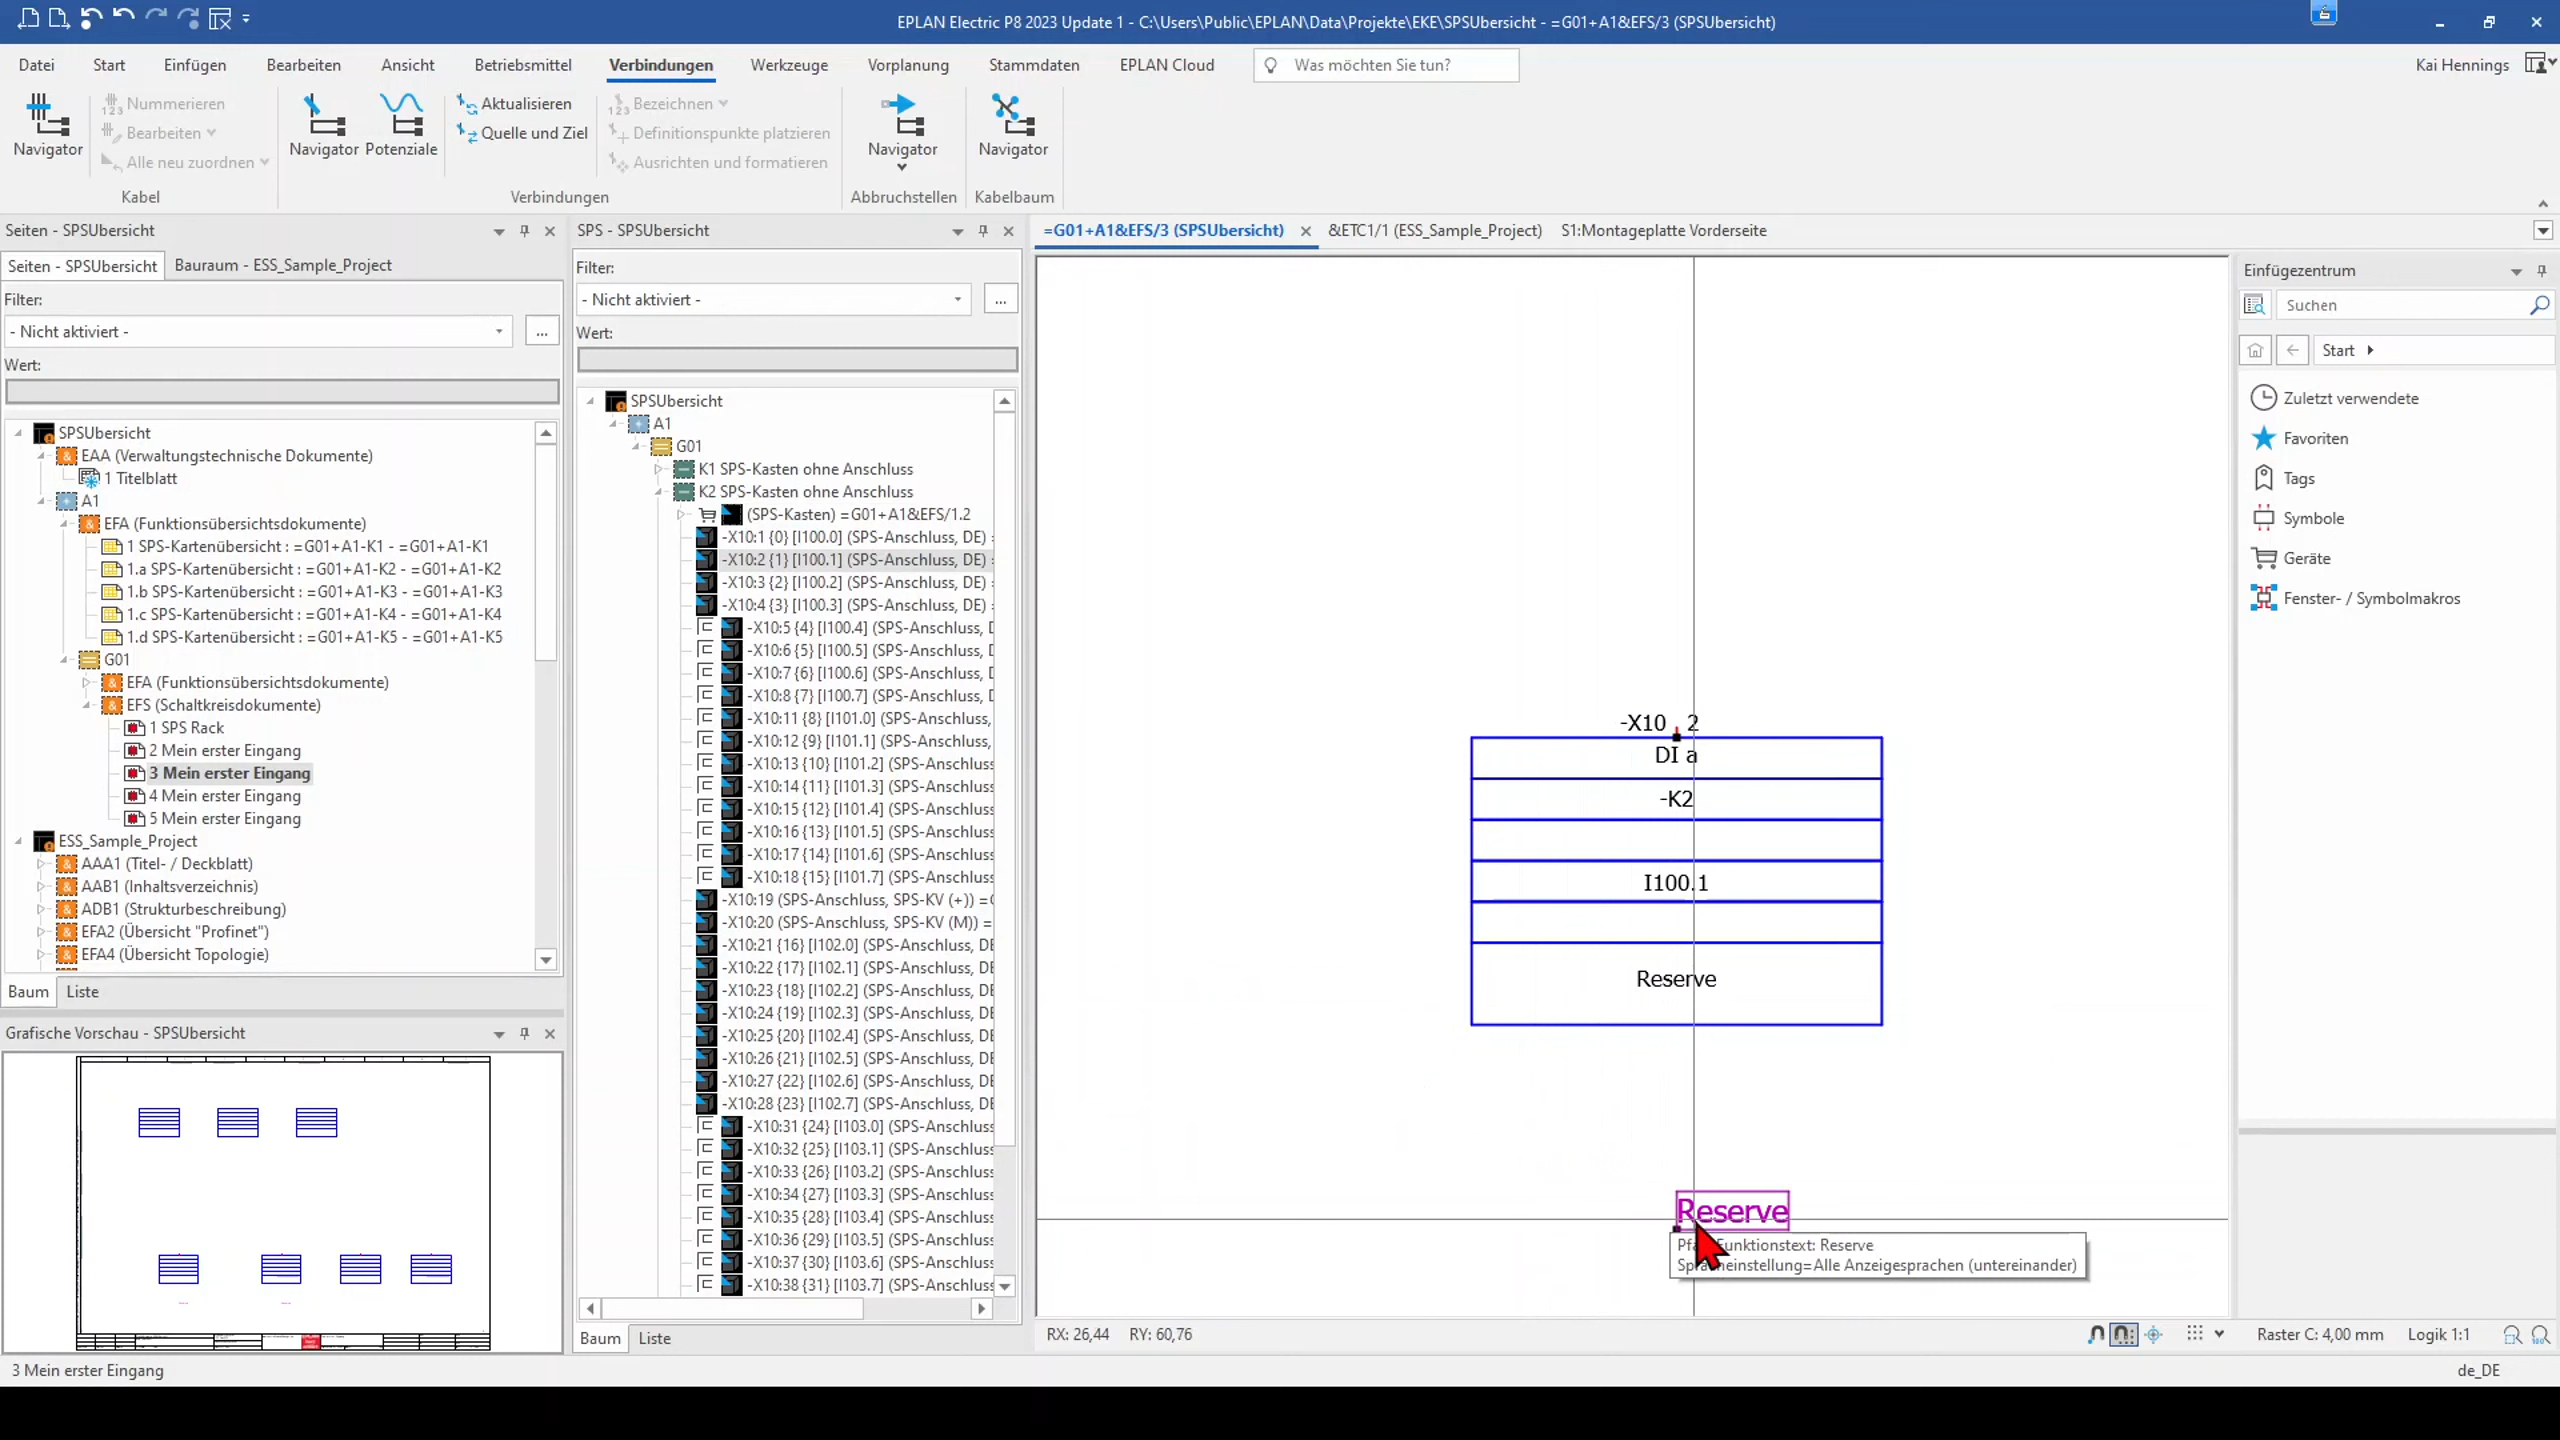 EPLAN Electric P8 2023 Update 1 - C:\Users\Public\EPLAN\Data\Projekte\EKE\SPSUbersicht - =G01+A1&EFS/3 (SPSUbersicht)
Datei Start Einfügen Bearbeiten Ansicht Betriebsmittel Verbindungen Werkzeuge Vorplanung Stammdaten EPLAN Cloud Was möchten Sie tun? Kai Hennings
Nummerieren Aktualisieren Bezeichnen
Bearbeiten Quelle und Ziel Definitionspunkte platzieren
Navigator Navigator Potenziale Navigator Navigator
Alle neu zuordnen Ausrichten und formatieren
Kabel Verbindungen Abbruchstellen Kabelbaum
Seiten - SPSUbersicht
Seiten - SPSUbersicht Bauraum - ESS_Sample_Project
Filter:
- Nicht aktiviert - ...
Wert:
SPSUbersicht
EAA (Verwaltungstechnische Dokumente)
1 Titelblatt
A1
EFA (Funktionsübersichtsdokumente)
1 SPS-Kartenübersicht : =G01+A1-K1 - =G01+A1-K1
1.a SPS-Kartenübersicht : =G01+A1-K2 - =G01+A1-K2
1.b SPS-Kartenübersicht : =G01+A1-K3 - =G01+A1-K3
1.c SPS-Kartenübersicht : =G01+A1-K4 - =G01+A1-K4
1.d SPS-Kartenübersicht : =G01+A1-K5 - =G01+A1-K5
G01
EFA (Funktionsübersichtsdokumente)
EFS (Schaltkreisdokumente)
1 SPS Rack
2 Mein erster Eingang
3 Mein erster Eingang
4 Mein erster Eingang
5 Mein erster Eingang
ESS_Sample_Project
AAA1 (Titel- / Deckblatt)
AAB1 (Inhaltsverzeichnis)
ADB1 (Strukturbeschreibung)
EFA2 (Übersicht "Profinet")
EFA4 (Übersicht Topologie)
Baum Liste
Grafische Vorschau - SPSUbersicht
SPS - SPSUbersicht
Filter:
- Nicht aktiviert - ...
Wert:
SPSUbersicht
A1
G01
K1 SPS-Kasten ohne Anschluss
K2 SPS-Kasten ohne Anschluss
(SPS-Kasten) =G01+A1&EFS/1.2
-X10:1 {0} [I100.0] (SPS-Anschluss, DE) =
-X10:2 {1} [I100.1] (SPS-Anschluss, DE) =
-X10:3 {2} [I100.2] (SPS-Anschluss, DE) =
-X10:4 {3} [I100.3] (SPS-Anschluss, DE) =
-X10:5 {4} [I100.4] (SPS-Anschluss, D
-X10:6 {5} [I100.5] (SPS-Anschluss, D
-X10:7 {6} [I100.6] (SPS-Anschluss, D
-X10:8 {7} [I100.7] (SPS-Anschluss, D
-X10:11 {8} [I101.0] (SPS-Anschluss,
-X10:12 {9} [I101.1] (SPS-Anschluss,
-X10:13 {10} [I101.2] (SPS-Anschluss
-X10:14 {11} [I101.3] (SPS-Anschluss
-X10:15 {12} [I101.4] (SPS-Anschluss
-X10:16 {13} [I101.5] (SPS-Anschluss
-X10:17 {14} [I101.6] (SPS-Anschluss
-X10:18 {15} [I101.7] (SPS-Anschluss
-X10:19 (SPS-Anschluss, SPS-KV (+)) =G
-X10:20 (SPS-Anschluss, SPS-KV (M)) =
-X10:21 {16} [I102.0] (SPS-Anschluss, DE
-X10:22 {17} [I102.1] (SPS-Anschluss, DE
-X10:23 {18} [I102.2] (SPS-Anschluss, DE
-X10:24 {19} [I102.3] (SPS-Anschluss, DE
-X10:25 {20} [I102.4] (SPS-Anschluss, DE
-X10:26 {21} [I102.5] (SPS-Anschluss, DE
-X10:27 {22} [I102.6] (SPS-Anschluss, DE
-X10:28 {23} [I102.7] (SPS-Anschluss, DE
-X10:31 {24} [I103.0] (SPS-Anschluss
-X10:32 {25} [I103.1] (SPS-Anschluss
-X10:33 {26} [I103.2] (SPS-Anschluss
-X10:34 {27} [I103.3] (SPS-Anschluss
-X10:35 {28} [I103.4] (SPS-Anschluss
-X10:36 {29} [I103.5] (SPS-Anschluss
-X10:37 {30} [I103.6] (SPS-Anschluss
-X10:38 {31} [I103.7] (SPS-Anschluss
Baum Liste
=G01+A1&EFS/3 (SPSUbersicht) &ETC1/1 (ESS_Sample_Project) S1:Montageplatte Vorderseite
-X10 2
DI a
-K2
I100.1
Reserve
Reserve
Funktionstext: Reserve
=Alle Anzeigesprachen (untereinander)
Einfügezentrum
Suchen
Start
Zuletzt verwendete
Favoriten
Tags
Symbole
Geräte
Fenster- / Symbolmakros
RX: 26,44 RY: 60,76 Raster C: 4,00 mm Logik 1:1
3 Mein erster Eingang de_DE